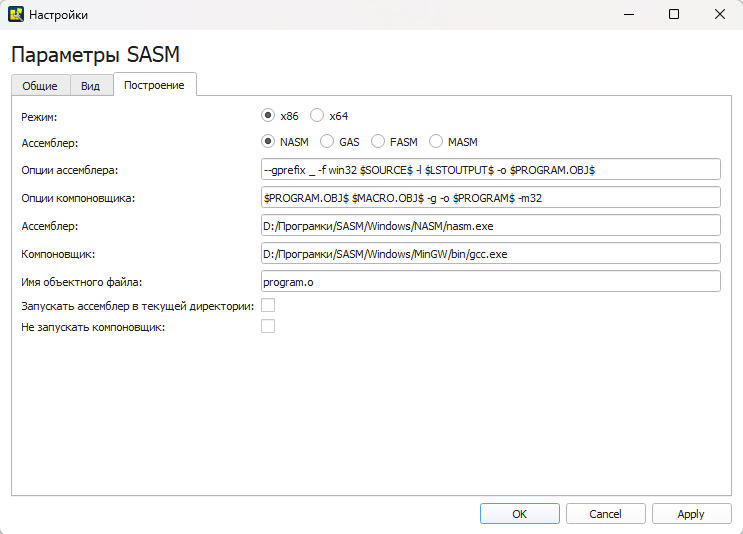 Настройки
Параметры SASM
Общие Вид Построение
Режим: x86 x64
Ассемблер: NASM GAS FASM MASM
Опции ассемблера: --gprefix _ -f win32 $SOURCE$ -l $LSTOUTPUT$ -o $PROGRAM.OBJ$
Опции компоновщика: $PROGRAM.OBJ$ $MACRO.OBJ$ -g -o $PROGRAM$ -m32
Ассемблер: D:/Програмки/SASM/Windows/NASM/nasm.exe
Компоновщик: D:/Програмки/SASM/Windows/MinGW/bin/gcc.exe
Имя объектного файла: program.o
Запускать ассемблер в текущей директории:
Не запускать компоновщик:
OK Cancel Apply